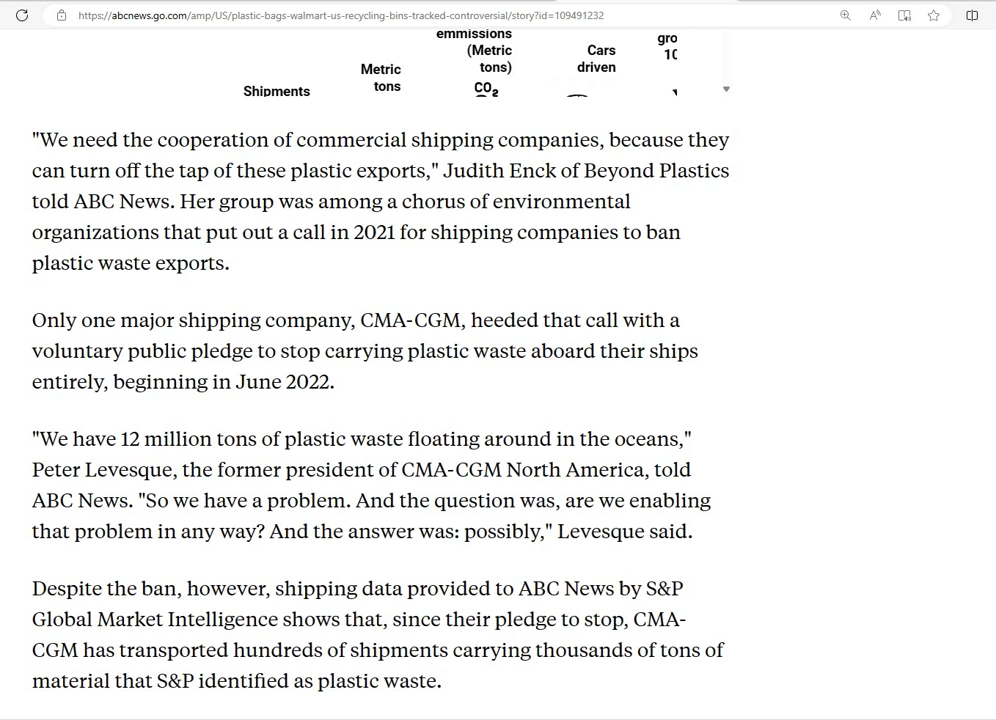 https://abcnews.go.com/amp/US/plastic-bags-walmart-us-recycling-bins-tracked-controversial/story?id=109491232
emmissions
(Metric
tons)
CO₂
Cars
driven
Metric
tons
Shipments
"We need the cooperation of commercial shipping companies, because they
can turn off the tap of these plastic exports," Judith Enck of Beyond Plastics
told ABC News. Her group was among a chorus of environmental
organizations that put out a call in 2021 for shipping companies to ban
plastic waste exports.
Only one major shipping company, CMA-CGM, heeded that call with a
voluntary public pledge to stop carrying plastic waste aboard their ships
entirely, beginning in June 2022.
"We have 12 million tons of plastic waste floating around in the oceans,"
Peter Levesque, the former president of CMA-CGM North America, told
ABC News. "So we have a problem. And the question was, are we enabling
that problem in any way? And the answer was: possibly," Levesque said.
Despite the ban, however, shipping data provided to ABC News by S&P
Global Market Intelligence shows that, since their pledge to stop, CMA-
CGM has transported hundreds of shipments carrying thousands of tons of
material that S&P identified as plastic waste.